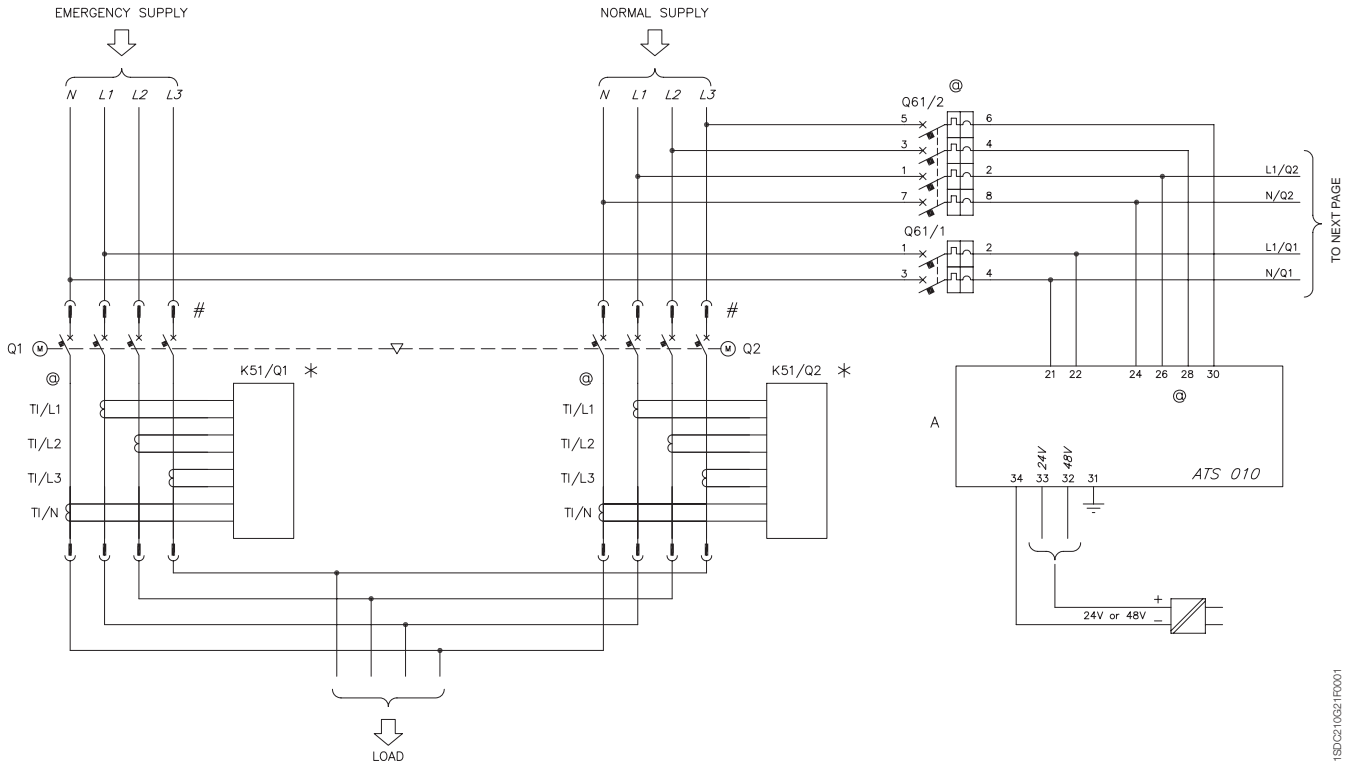 EMERGENCY SUPPLY
NORMAL SUPPLY
N L1 L2 L3
N L1 L2 L3
@
Q61/2
5 6
3 4
1 2 L1/Q2
7 8 N/Q2
Q61/1
1 2 L1/Q1
3 4 N/Q1
TO NEXT PAGE
# #
Q1 M M Q2
@ K51/Q1 * @ K51/Q2 *
21 22 24 26 28 30
@
TI/L1 TI/L1
A
TI/L2 TI/L2
24V 48V
ATS 010
TI/L3 TI/L3
34 33 32 31
TI/N TI/N
+
24V or 48V −
LOAD
1SDC210G21F0001